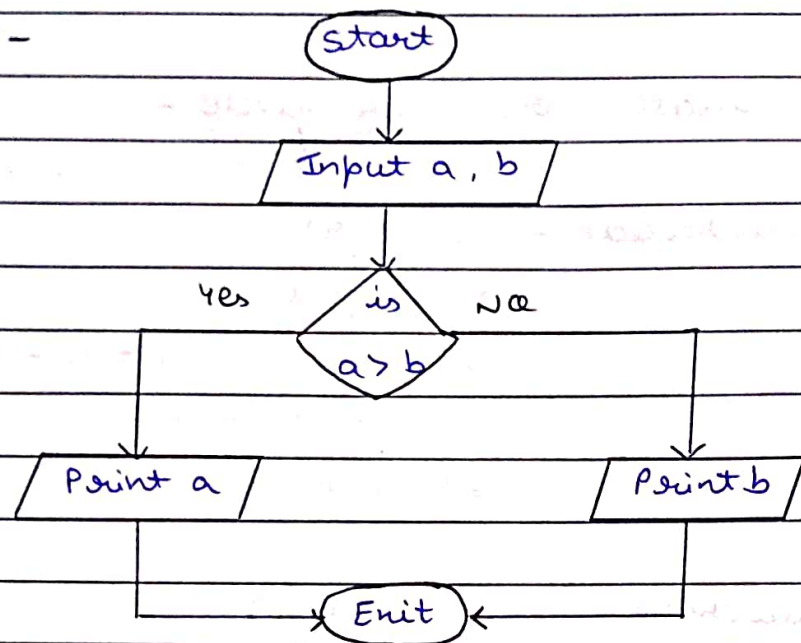 -
Start
Input a, b
Yes
is
No
a > b
Print a
Print b
Exit